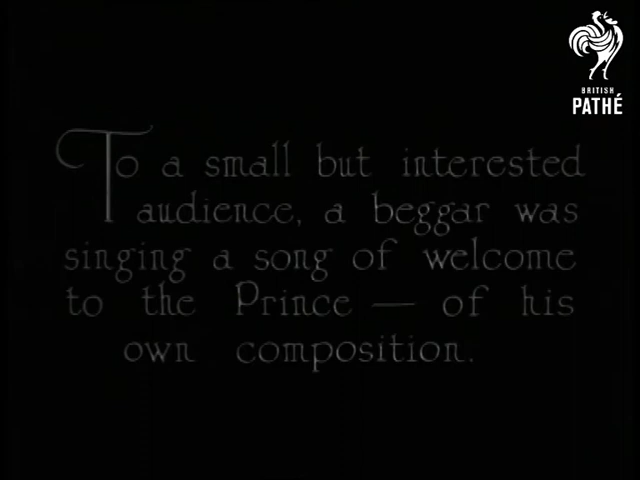 BRITISH
PATHÉ
To a small but interested
audience, a beggar was
singing a song of welcome
to the Prince — of his
own composition.